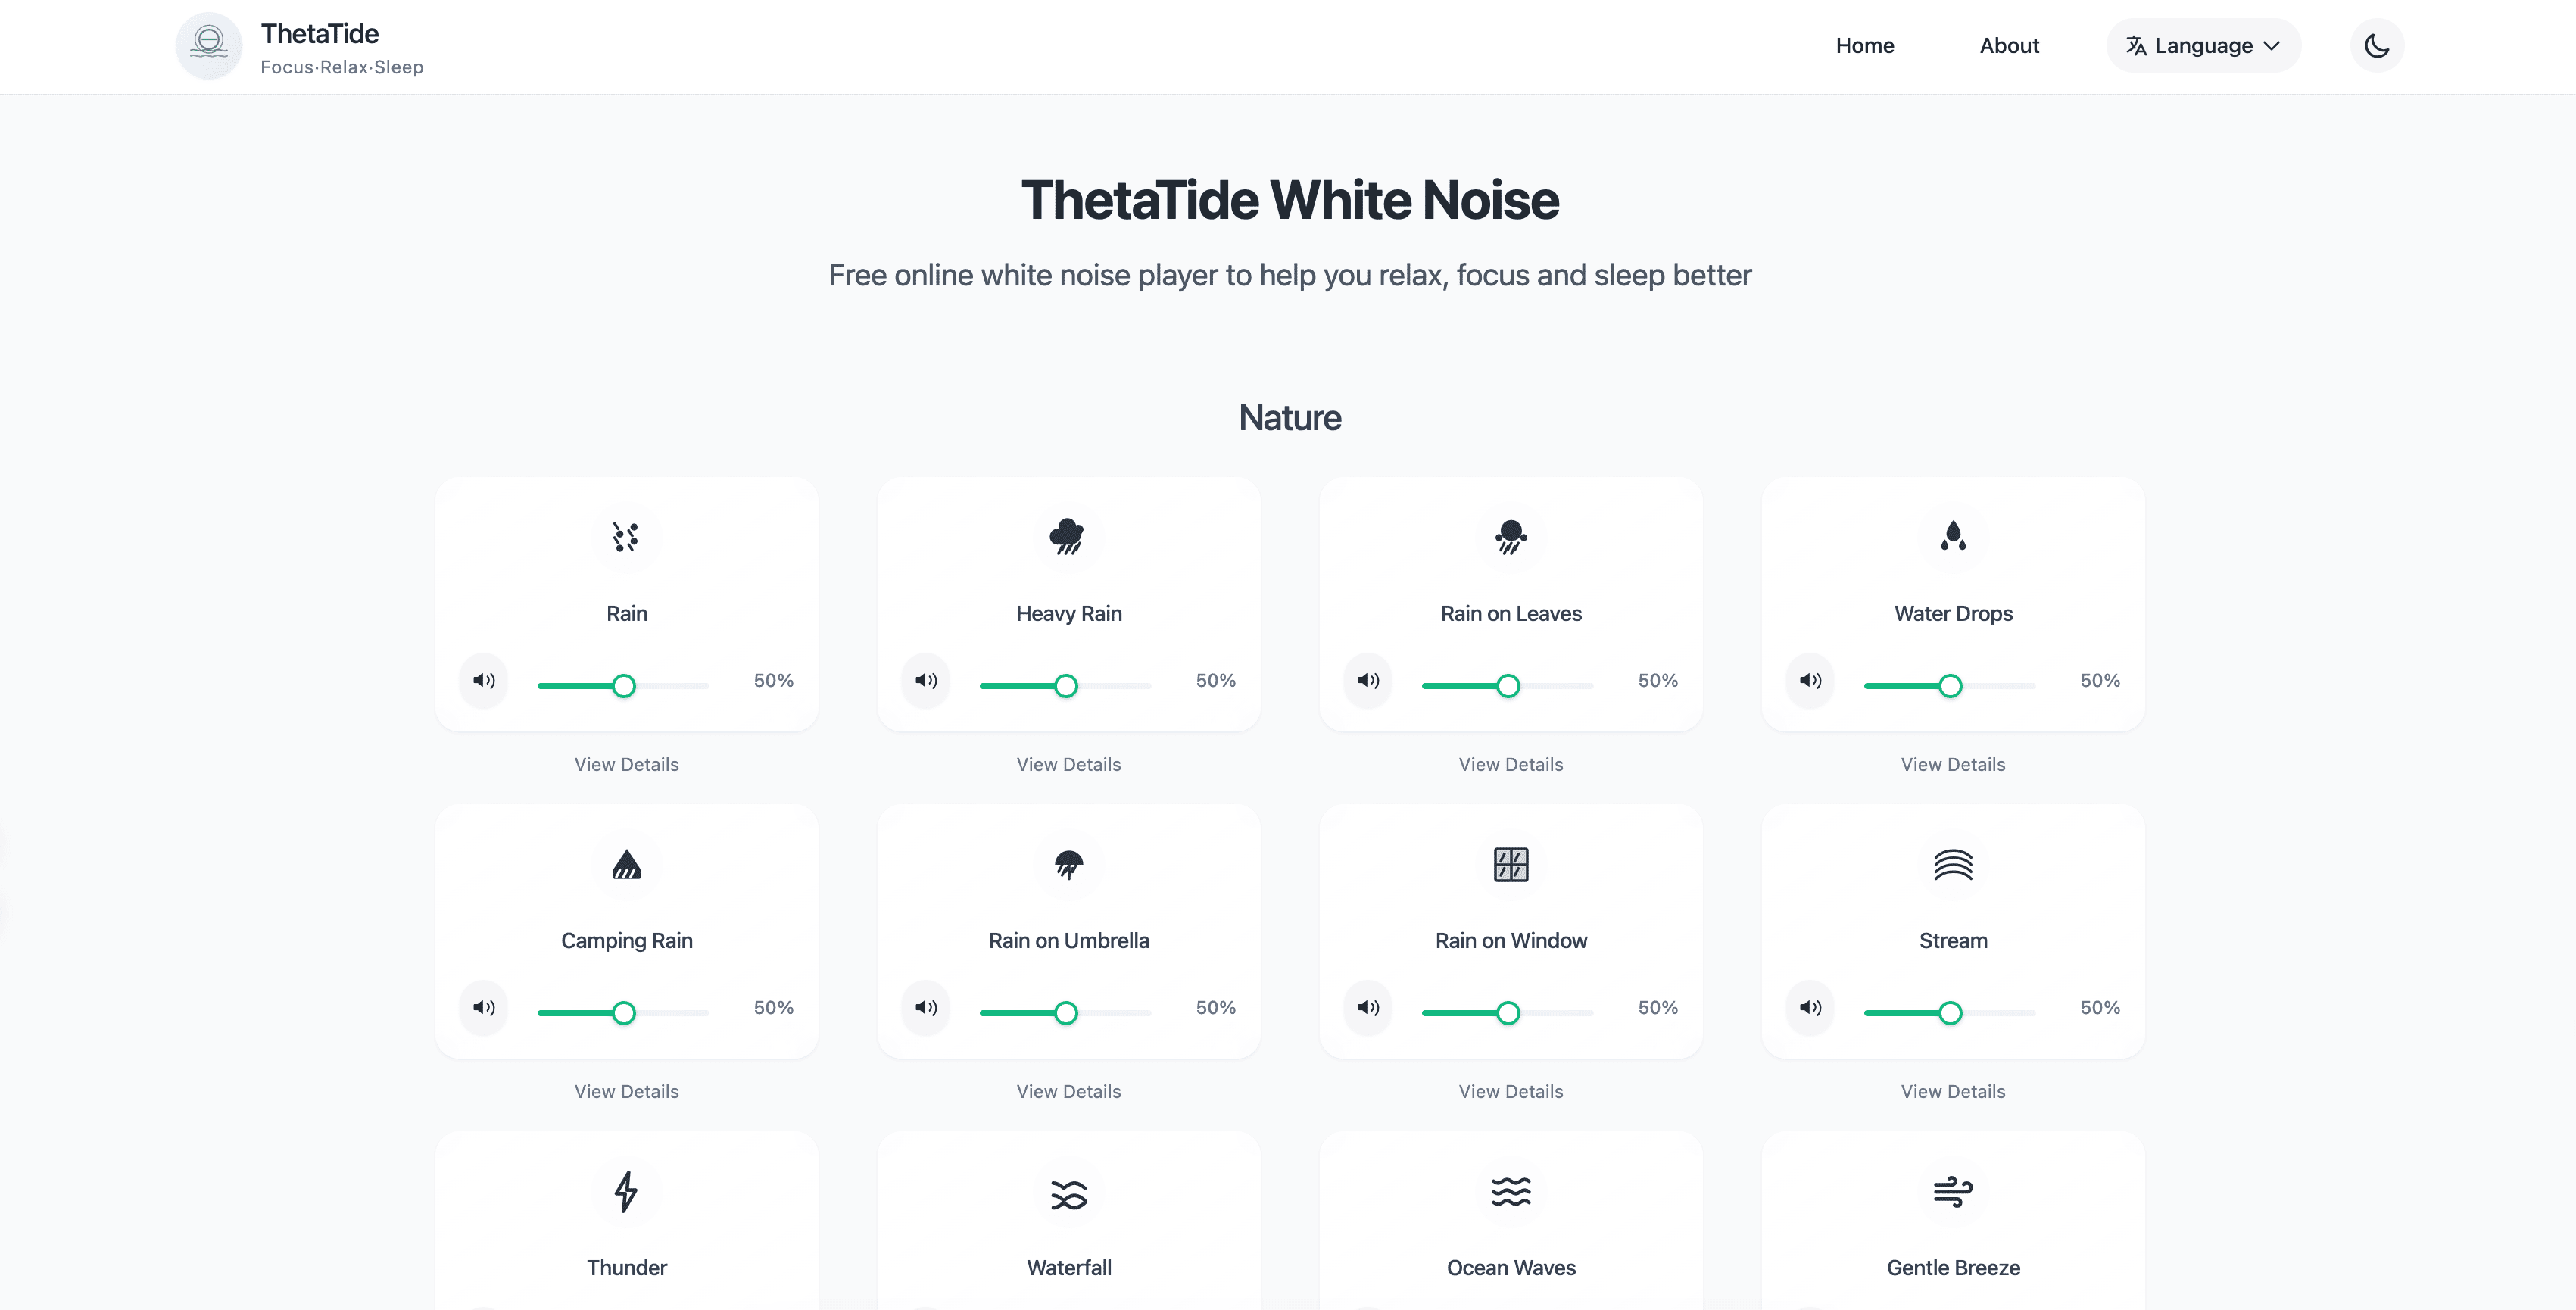 ThetaTide
Focus·Relax·Sleep
Home
About
Language
ThetaTide White Noise
Free online white noise player to help you relax, focus and sleep better
Nature
Rain
50%
View Details
Heavy Rain
50%
View Details
Rain on Leaves
50%
View Details
Water Drops
50%
View Details
Camping Rain
50%
View Details
Rain on Umbrella
50%
View Details
Rain on Window
50%
View Details
Stream
50%
View Details
Thunder
Waterfall
Ocean Waves
Gentle Breeze